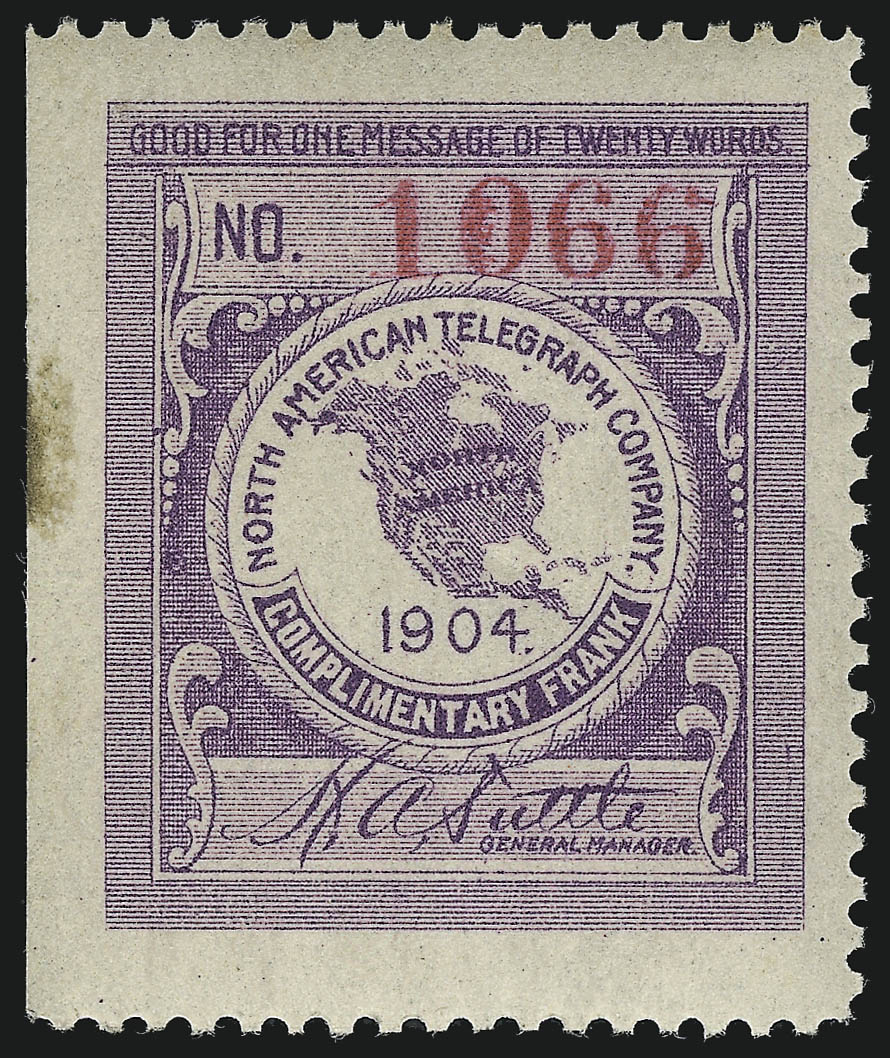 GOOD FOR ONE MESSAGE OF TWENTY WORDS.
NO. 1066
NORTH AMERICAN TELEGRAPH COMPANY.
NORTH
AMERICA
1904.
COMPLIMENTARY FRANK
H. A. Tuttle
GENERAL MANAGER.